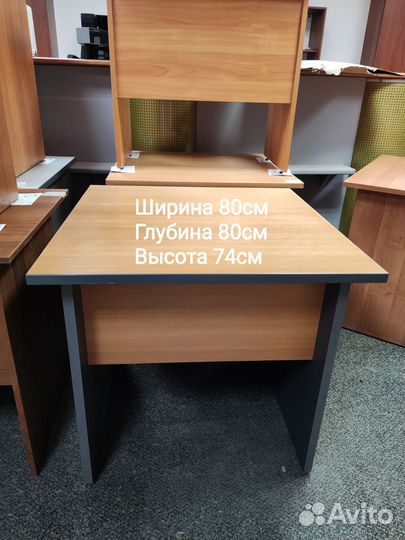 Ширина 80см
Глубина 80см
Высота 74см
Avito